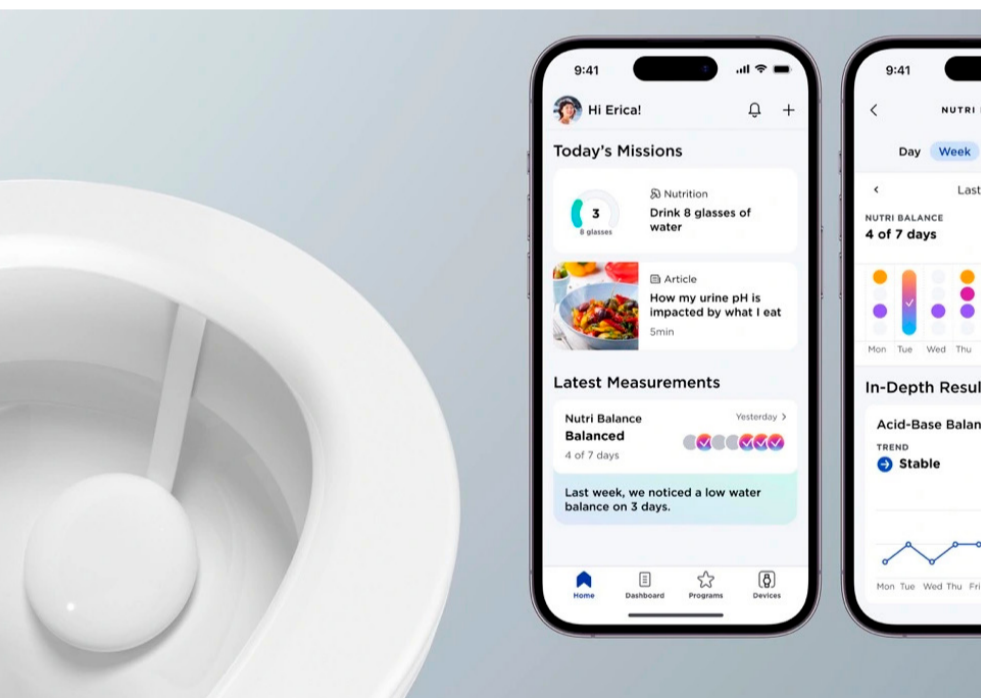 9:41
Hi Erica!
Today's Missions
3
8 glasses
Nutrition
Drink 8 glasses of
water
Article
How my urine pH is
impacted by what I eat
5min
Latest Measurements
Nutri Balance
Yesterday
Balanced
4 of 7 days
Last week, we noticed a low water
balance on 3 days.
Home Dashboard Programs Devices
9:41
NUTRI
Day Week
Last
NUTRI BALANCE
4 of 7 days
Mon Tue Wed Thu
In-Depth Resul
Acid-Base Balan
TREND
Stable
Mon Tue Wed Thu Fri